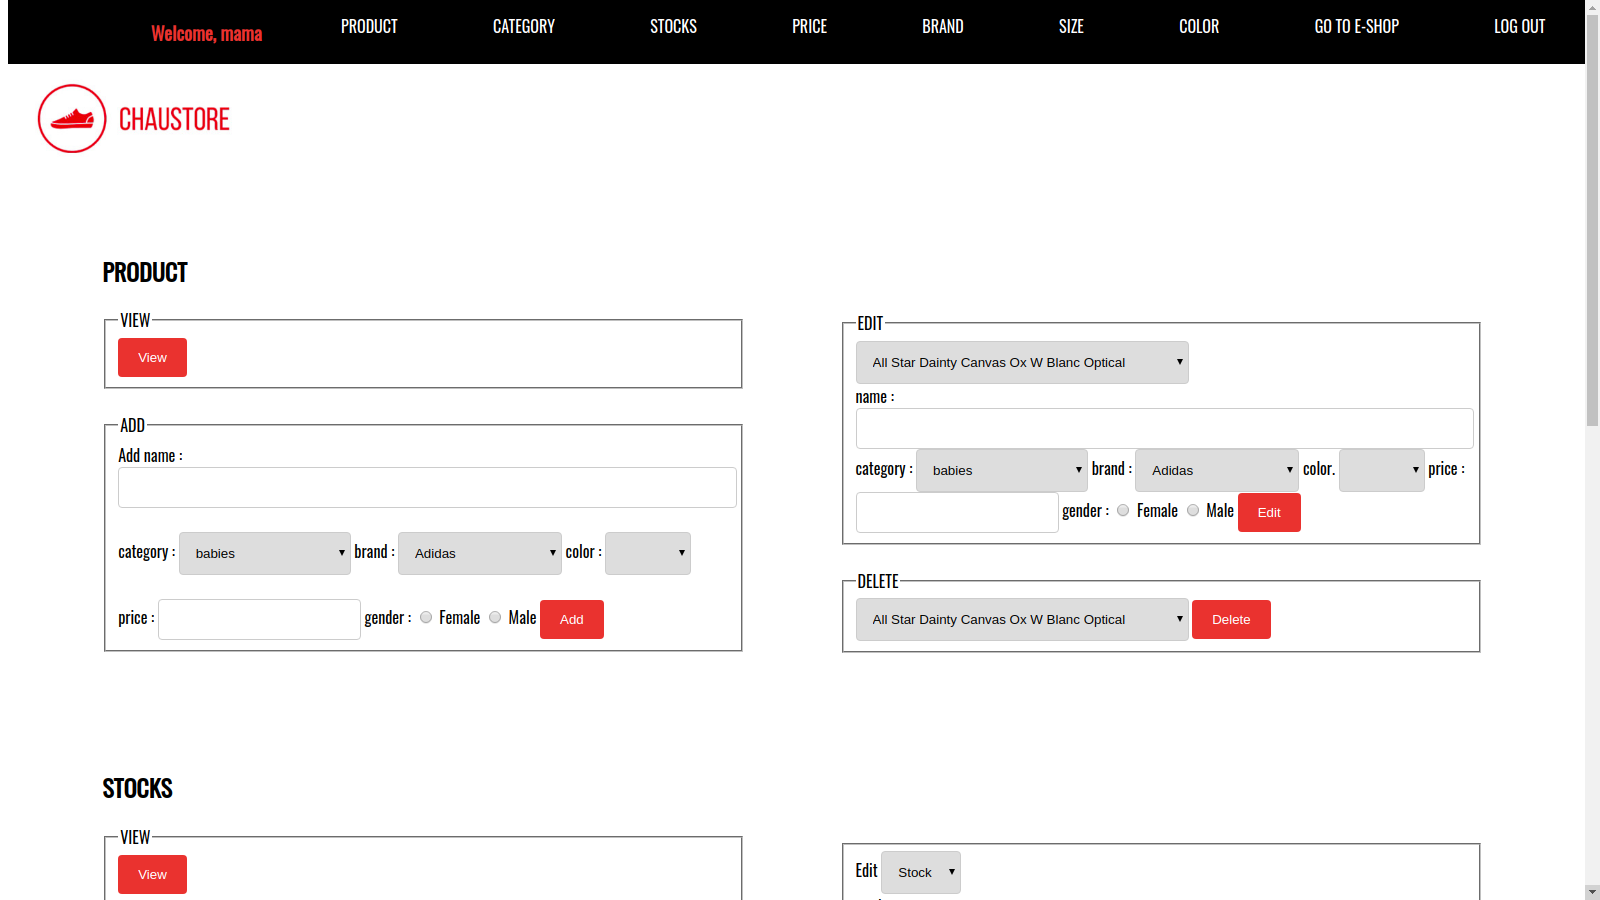 Welcome, mama PRODUCT CATEGORY STOCKS PRICE BRAND SIZE COLOR GO TO E-SHOP LOG OUT
CHAUSTORE
PRODUCT
VIEW
View
ADD
Add name :
category : babies brand : Adidas color :
price : gender : Female Male Add
EDIT
All Star Dainty Canvas Ox W Blanc Optical
name :
category : babies brand : Adidas color. price :
gender : Female Male Edit
DELETE
All Star Dainty Canvas Ox W Blanc Optical Delete
STOCKS
VIEW
View
Edit Stock